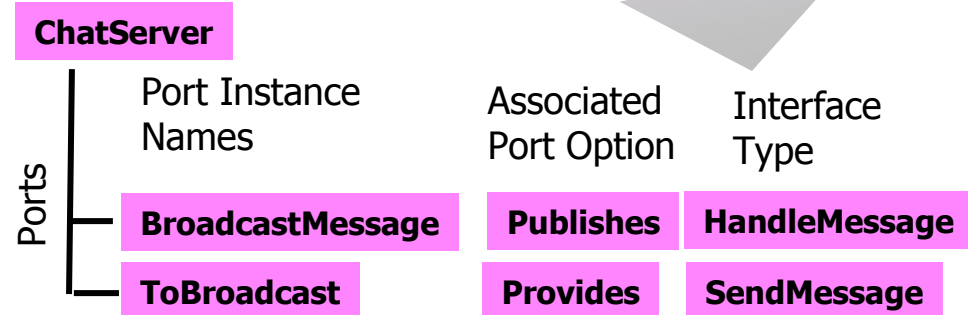 ChatServer
Port Instance
Names
Associated
Port Option
Interface
Type
Ports
BroadcastMessage Publishes HandleMessage
ToBroadcast Provides SendMessage